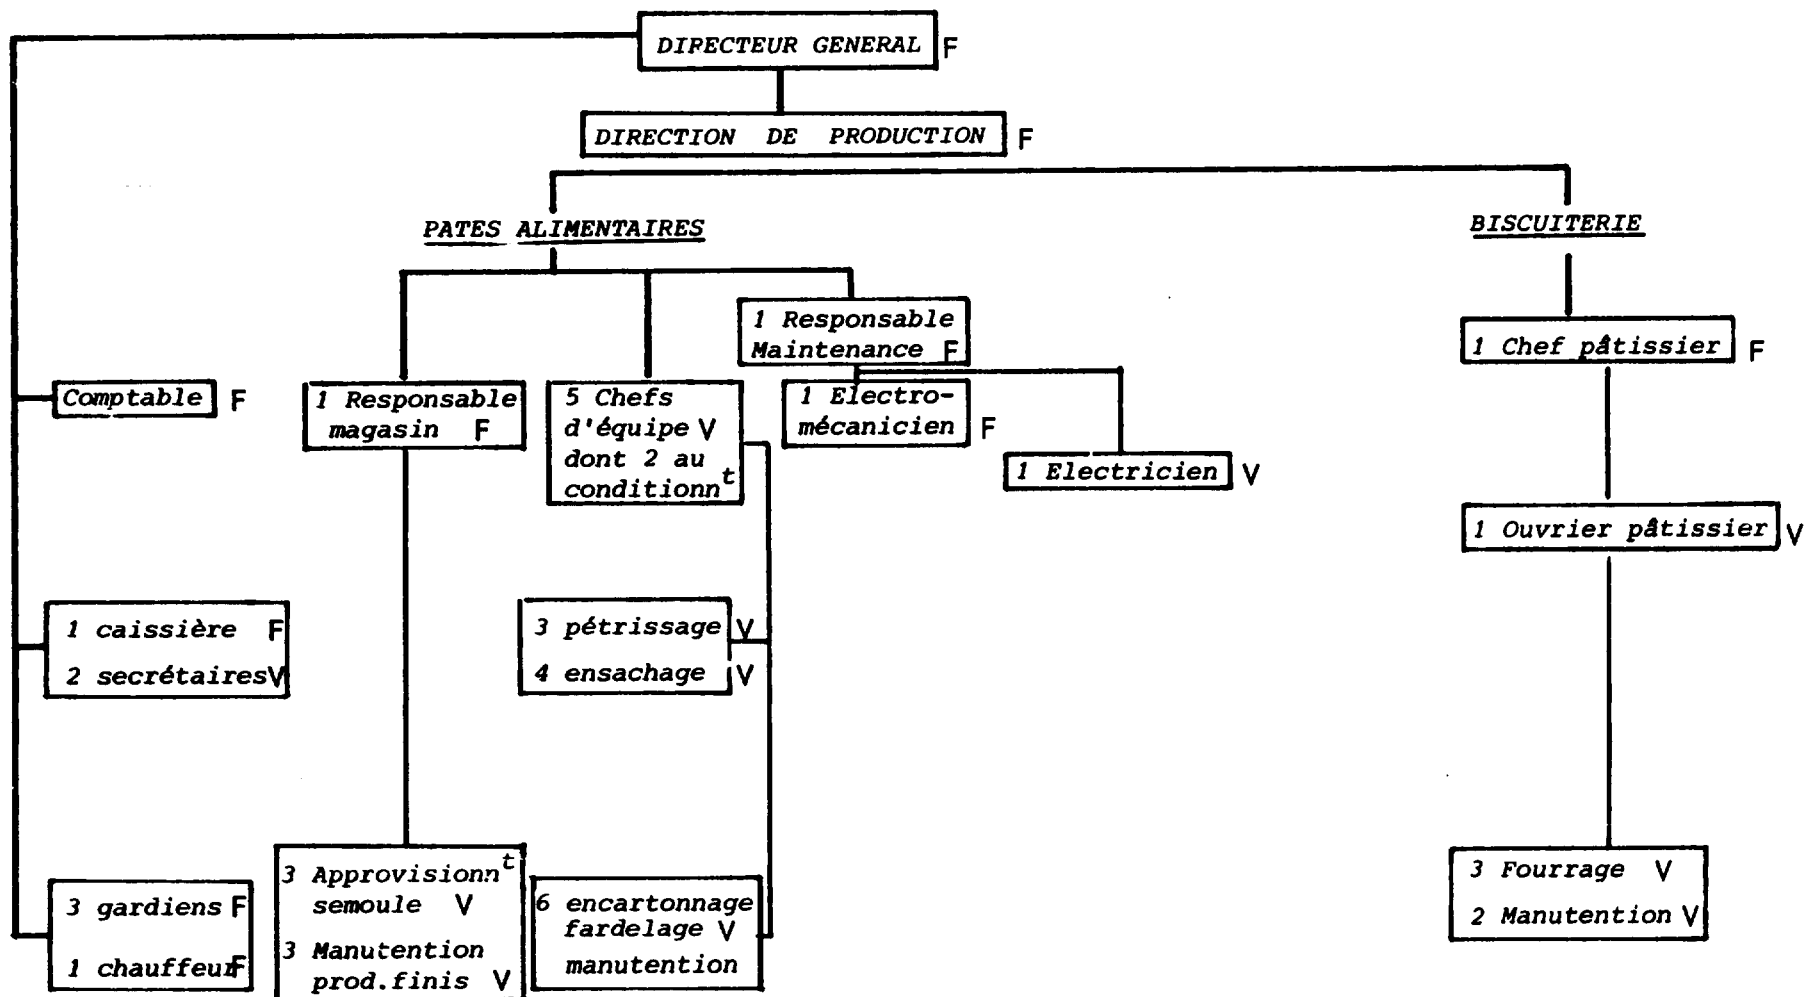 DIPECTEUR GENERAL F
DIRECTION DE PRODUCTION F
PATES ALIMENTAIRES
BISCUITERIE
1 Responsable
Maintenance F
1 Chef pâtissier F
Comptable F
1 Responsable
magasin F
5 Chefs
d'équipe V
dont 2 au
conditionn t
1 Electro-
mécanicien F
1 Electricien V
1 Ouvrier pâtissier V
1 caissière F
2 secrétaires V
3 pétrissage V
4 ensachage V
3 gardiens F
1 chauffeur F
3 Approvisionn t
semoule V
3 Manutention
prod.finis V
6 encartonnage
fardelage V
manutention
3 Fourrage V
2 Manutention V